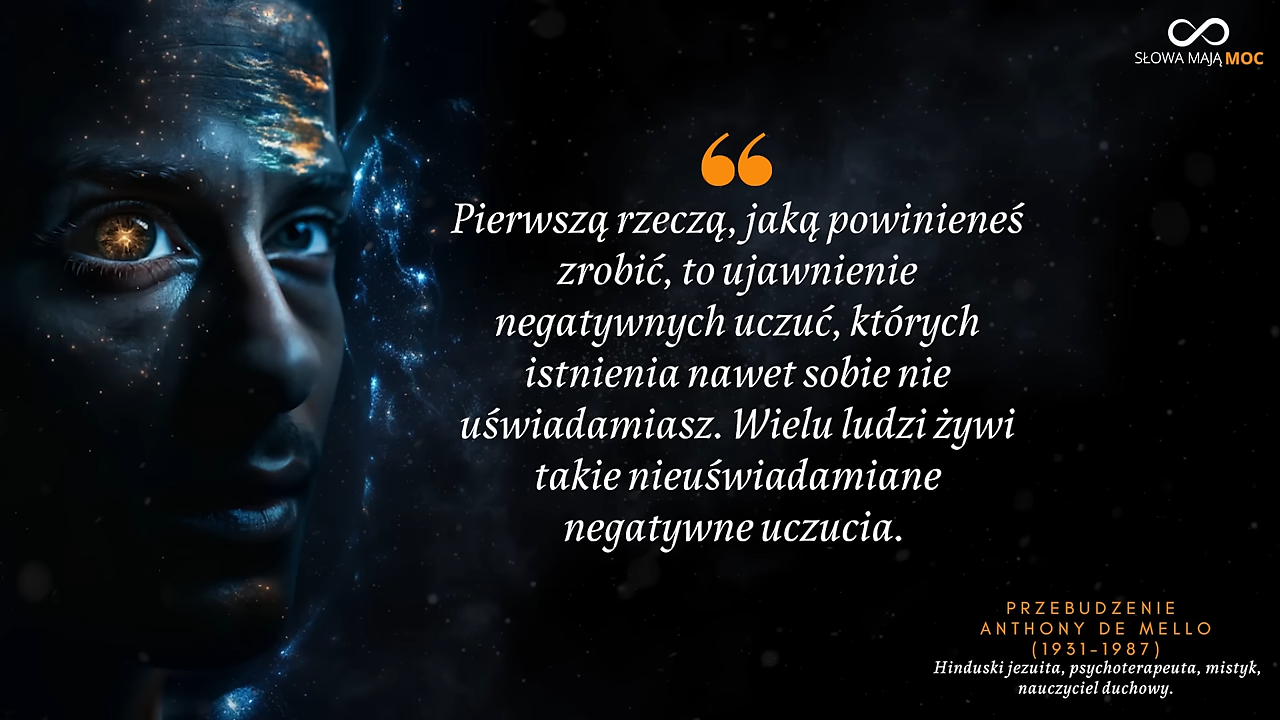 SŁOWA MAJĄ MOC
Pierwszą rzeczą, jaką powinieneś
zrobić, to ujawnienie
negatywnych uczuć, których
istnienia nawet sobie nie
uświadamiasz. Wielu ludzi żywi
takie nieuświadamiane
negatywne uczucia.
PRZEBUDZENIE
ANTHONY DE MELLO
(1931-1987)
Hinduski jezuita, psychoterapeuta, mistyk,
nauczyciel duchowy.